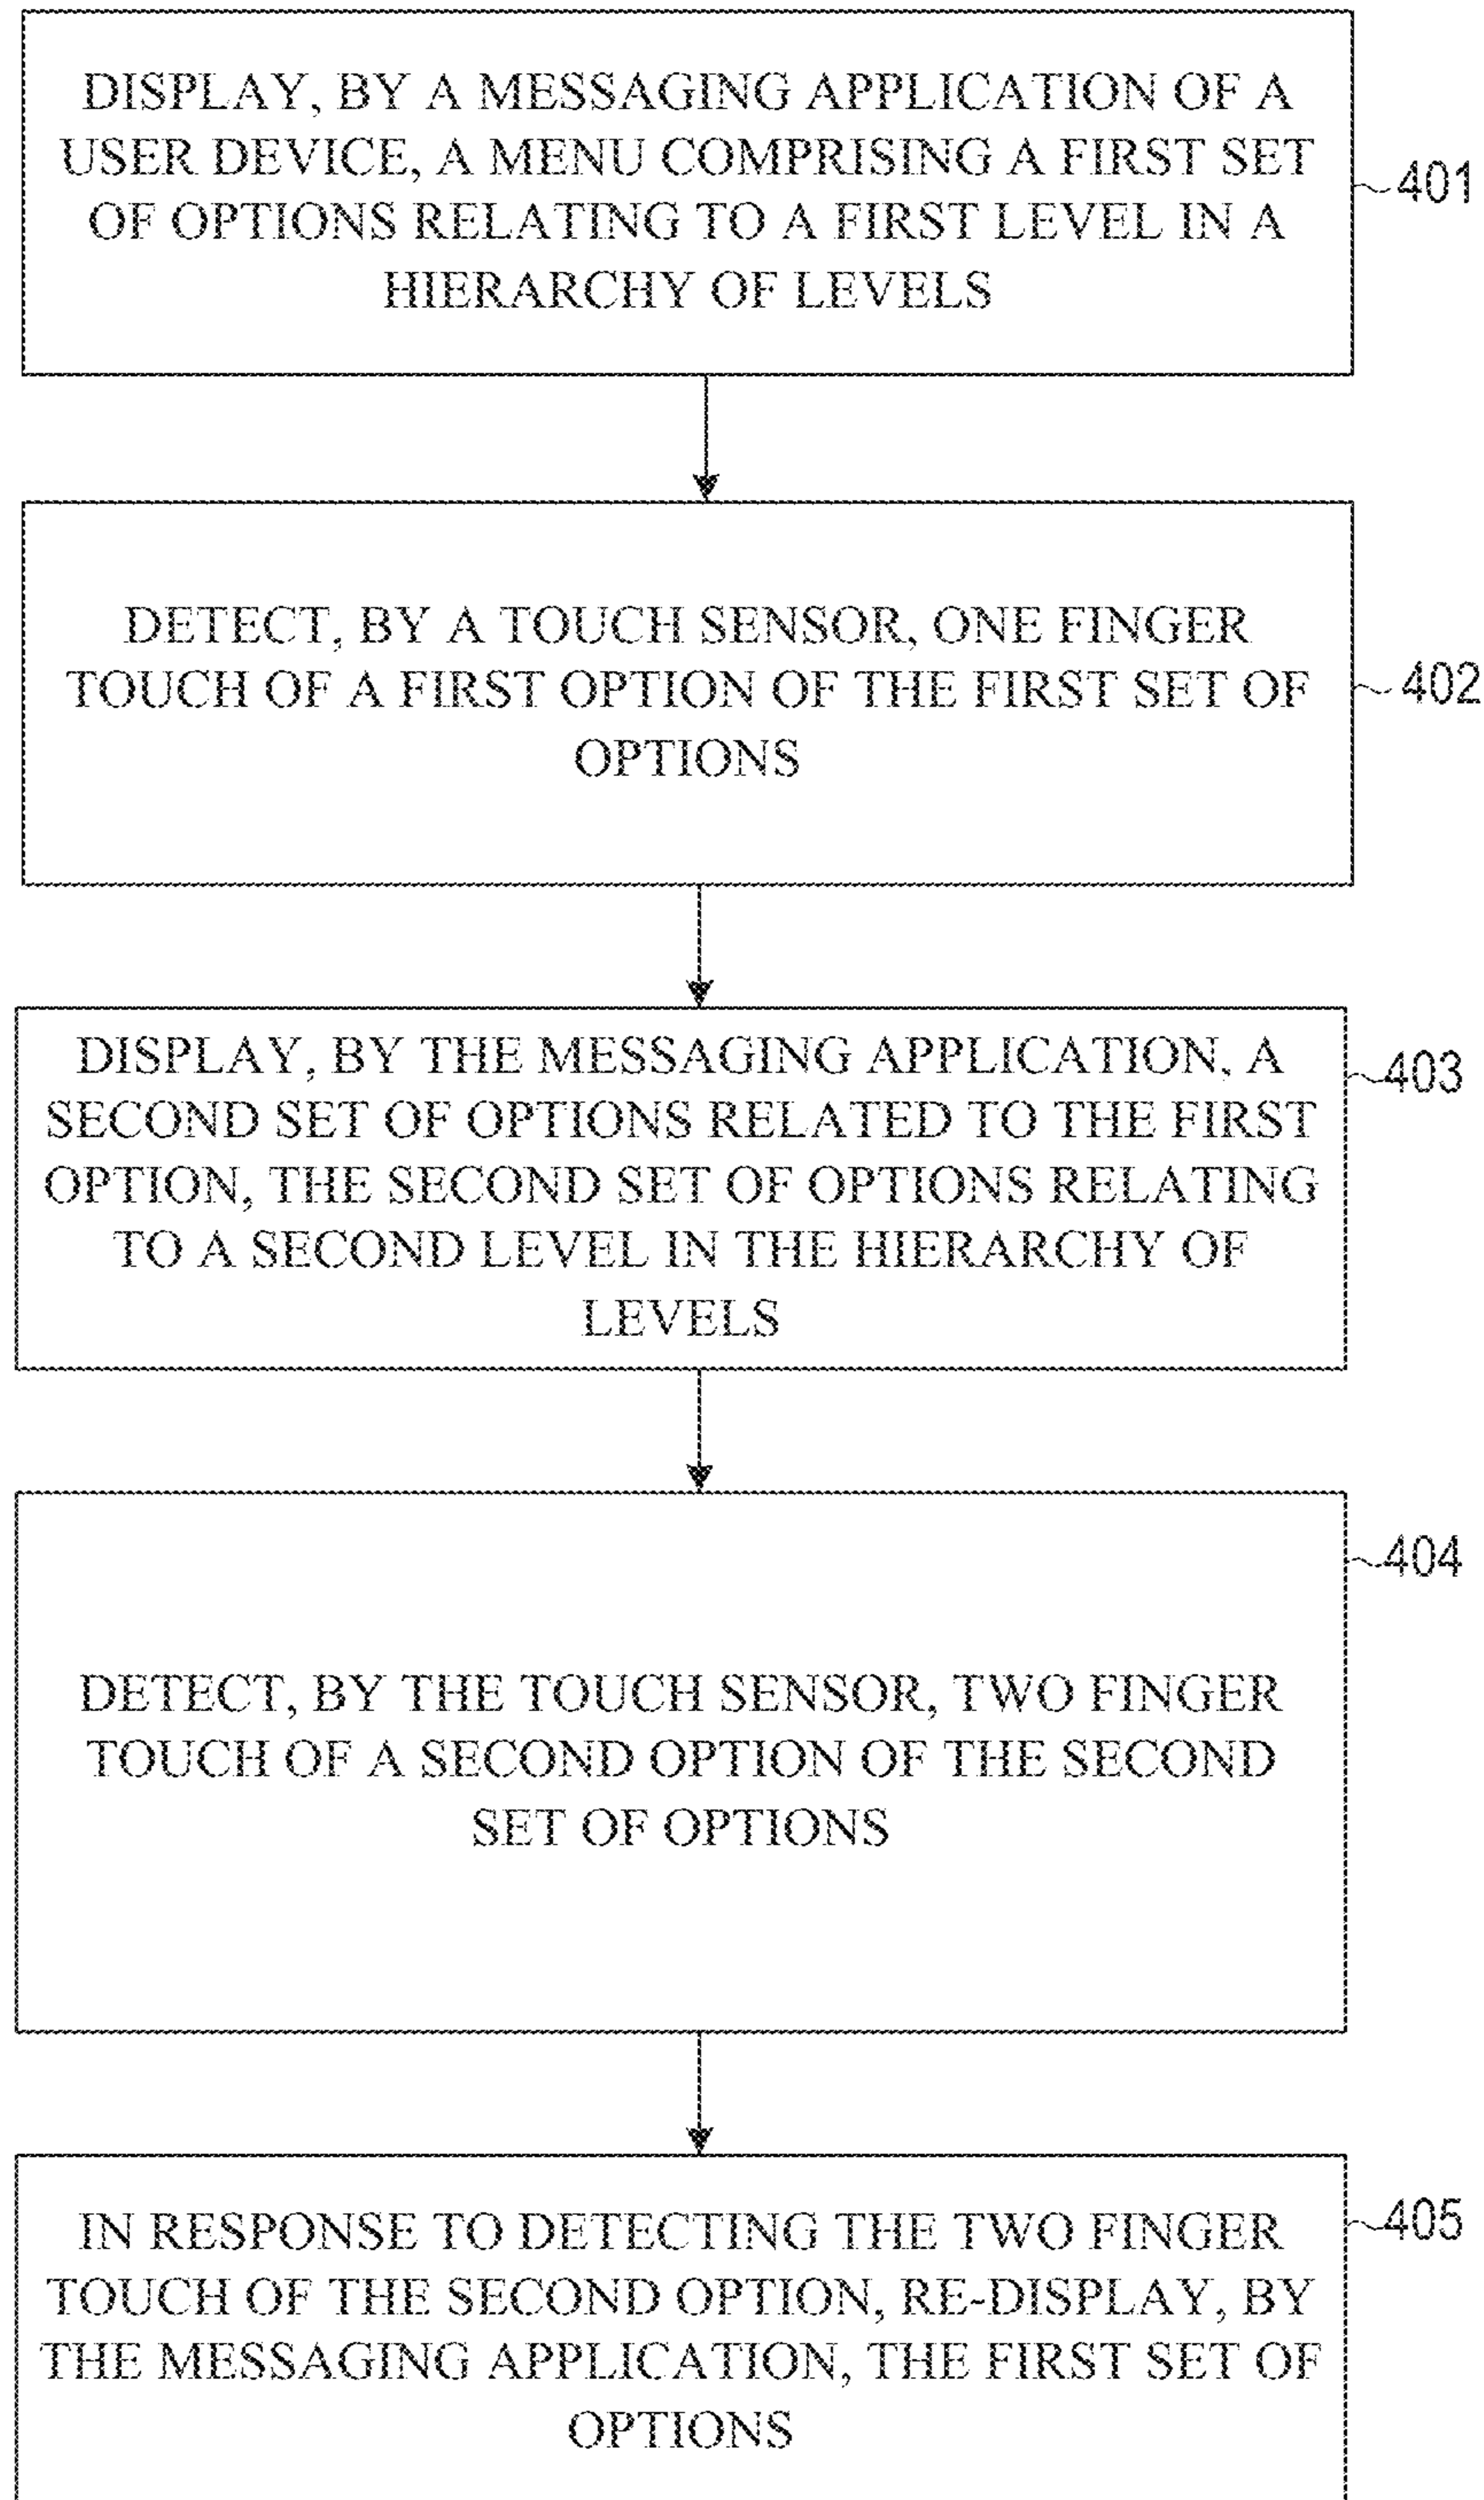 DISPLAY, BY A MESSAGING APPLICATION OF A
USER DEVICE, A MENU COMPRISING A FIRST SET
OF OPTIONS RELATING TO A FIRST LEVEL IN A
HIERARCHY OF LEVELS
401
DETECT, BY A TOUCH SENSOR, ONE FINGER
TOUCH OF A FIRST OPTION OF THE FIRST SET OF
OPTIONS
402
DISPLAY, BY THE MESSAGING APPLICATION, A
SECOND SET OF OPTIONS RELATED TO THE FIRST
OPTION, THE SECOND SET OF OPTIONS RELATING
TO A SECOND LEVEL IN THE HIERARCHY OF
LEVELS
403
DETECT, BY THE TOUCH SENSOR, TWO FINGER
TOUCH OF A SECOND OPTION OF THE SECOND
SET OF OPTIONS
404
IN RESPONSE TO DETECTING THE TWO FINGER
TOUCH OF THE SECOND OPTION, RE-DISPLAY, BY
THE MESSAGING APPLICATION, THE FIRST SET OF
OPTIONS
405